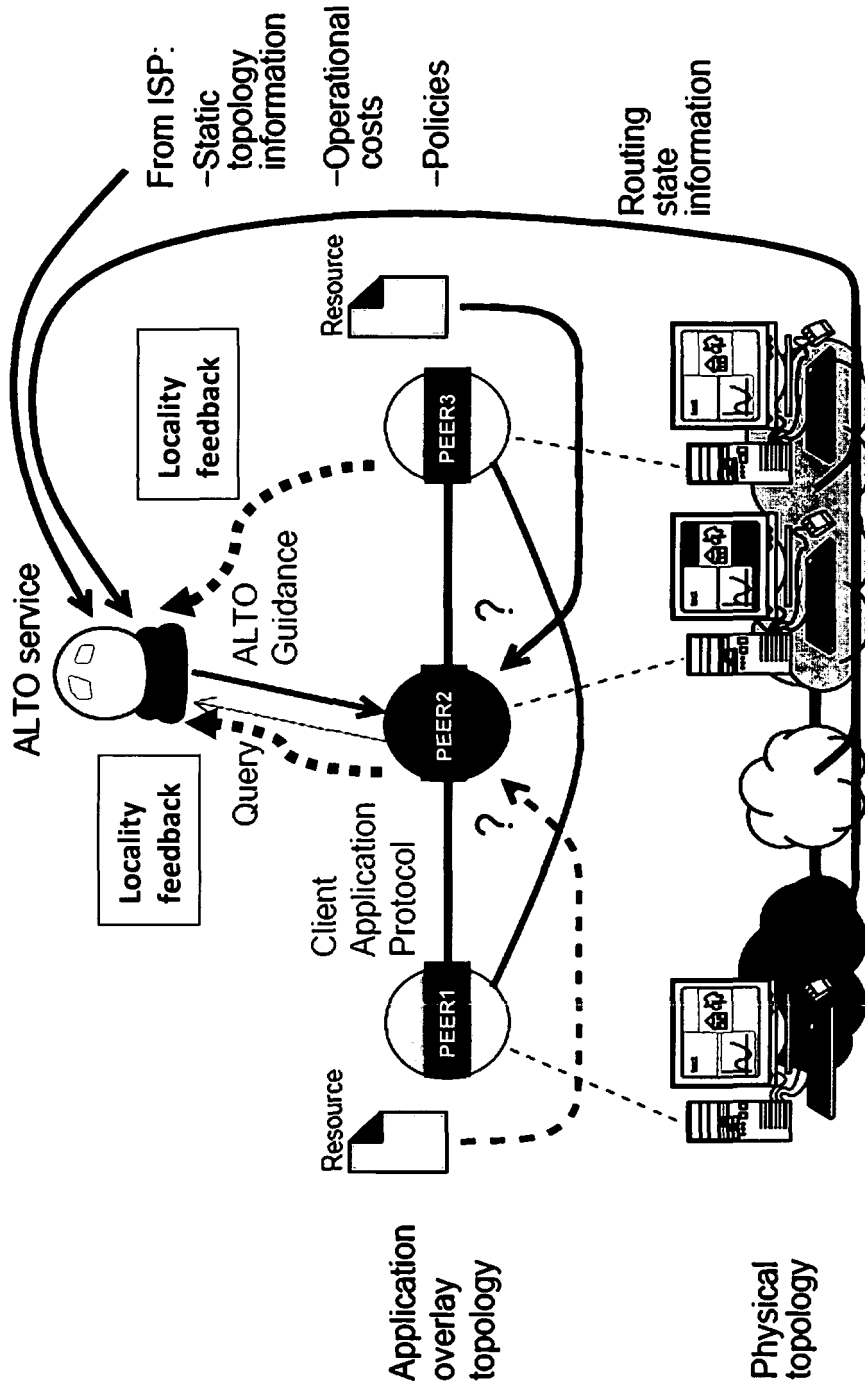 ALTO service
From ISP:
–Static
topology
information
–Operational
costs
–Policies
Locality
feedback
Locality
feedback
Query
ALTO
Guidance
Client
Application
Protocol
Resource
Resource
Application
overlay
topology
PEER1
?
PEER2
?
PEER3
Routing
state
information
Physical
topology